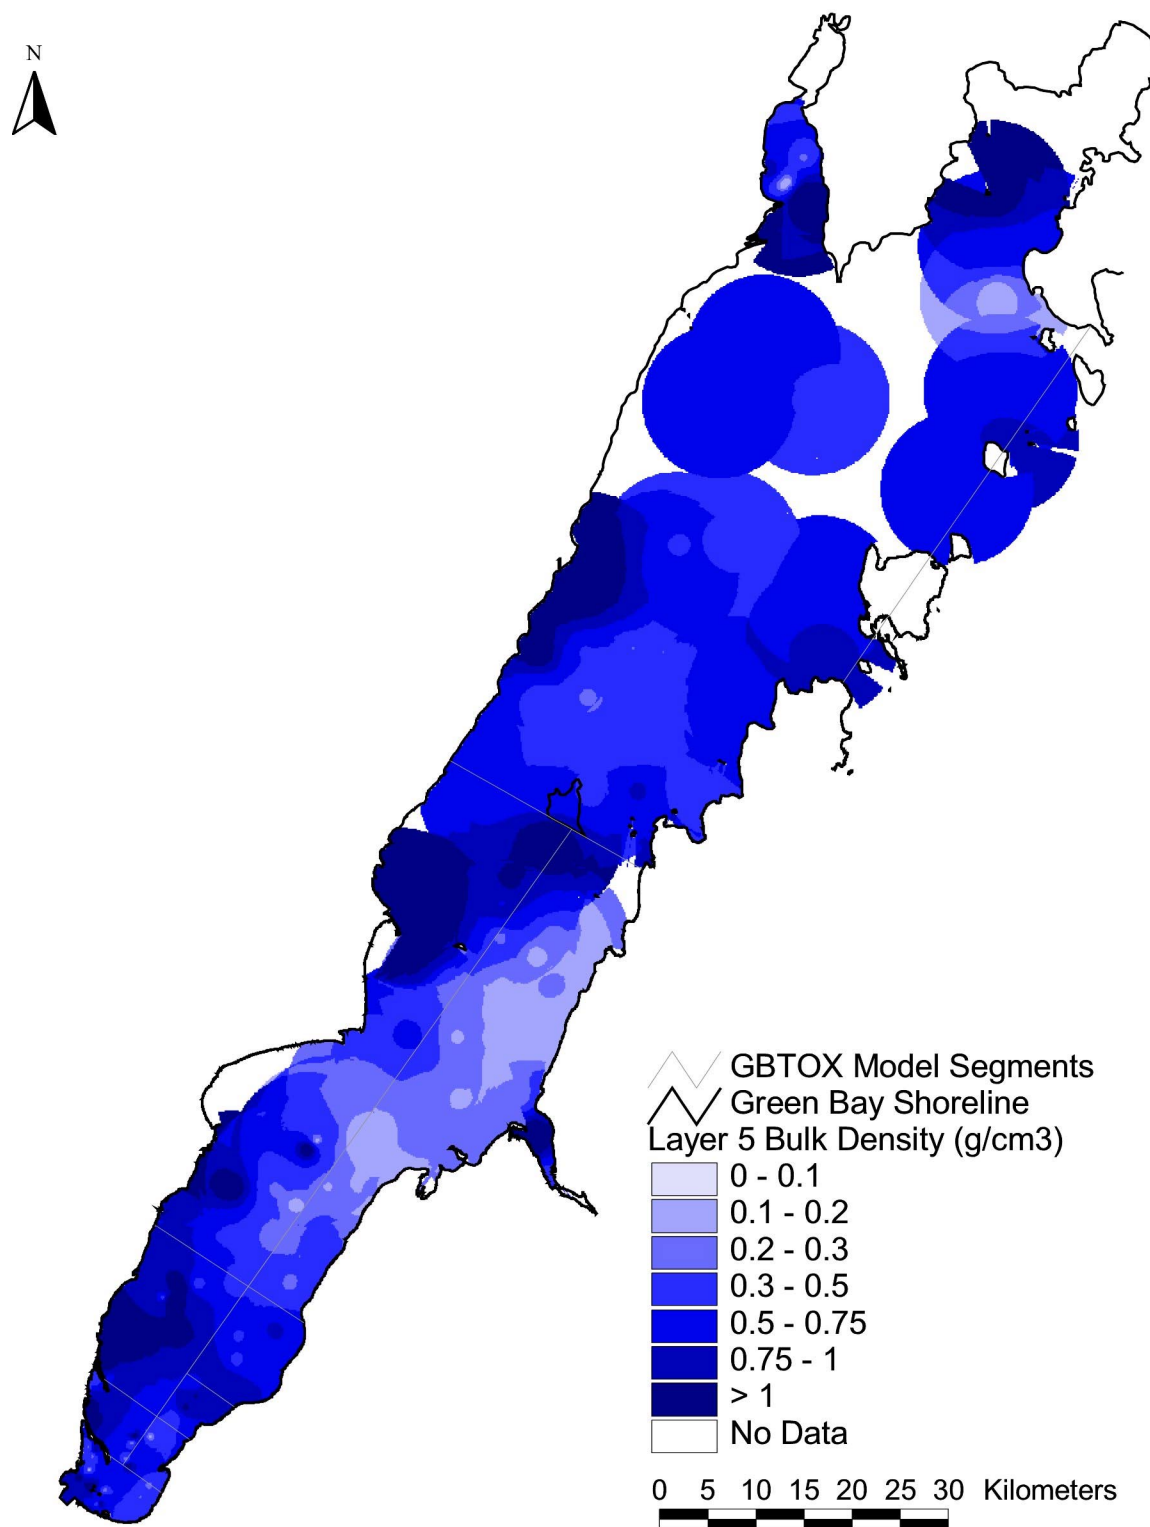 N
GBTOX Model Segments
Green Bay Shoreline
Layer 5 Bulk Density (g/cm3)
0 - 0.1
0.1 - 0.2
0.2 - 0.3
0.3 - 0.5
0.5 - 0.75
0.75 - 1
> 1
No Data
0 5 10 15 20 25 30 Kilometers